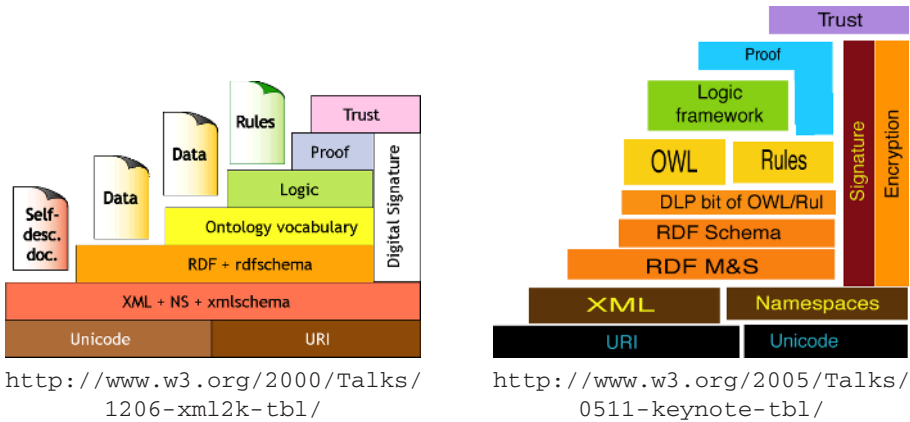 Trust
Rules
Data
Proof
Data
Logic
Self-
desc.
doc.
Ontology vocabulary
Digital Signature
RDF + rdfschema
XML + NS + xmlschema
Unicode
URI
http://www.w3.org/2000/Talks/
1206-xml2k-tbl/
Trust
Proof
Logic
framework
OWL
Rules
Signature
Encryption
DLP bit of OWL/Rul
RDF Schema
RDF M&S
XML
Namespaces
URI
Unicode
http://www.w3.org/2005/Talks/
0511-keynote-tbl/